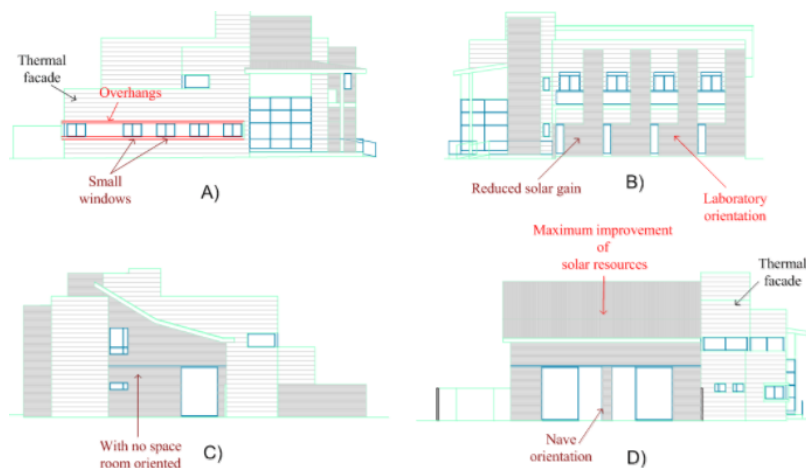 Thermal
facade
Overhangs
Small
windows
A)
Reduced solar gain
B)
Laboratory
orientation
With no space
room oriented
C)
Maximum improvement
of
solar resources
Thermal
facade
Nave
orientation
D)